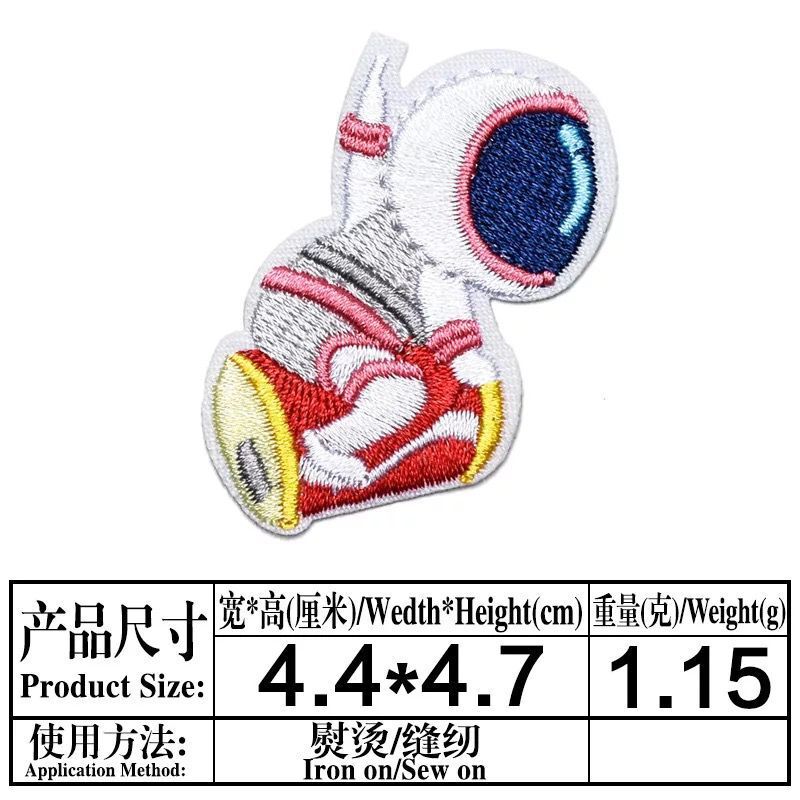 产品尺寸
Product Size:
宽*高(厘米)/Wedth*Height(cm)
4.4*4.7
重量(克)/Weight(g)
1.15
使用方法:
Application Method:
熨烫/缝纫
Iron on/Sew on